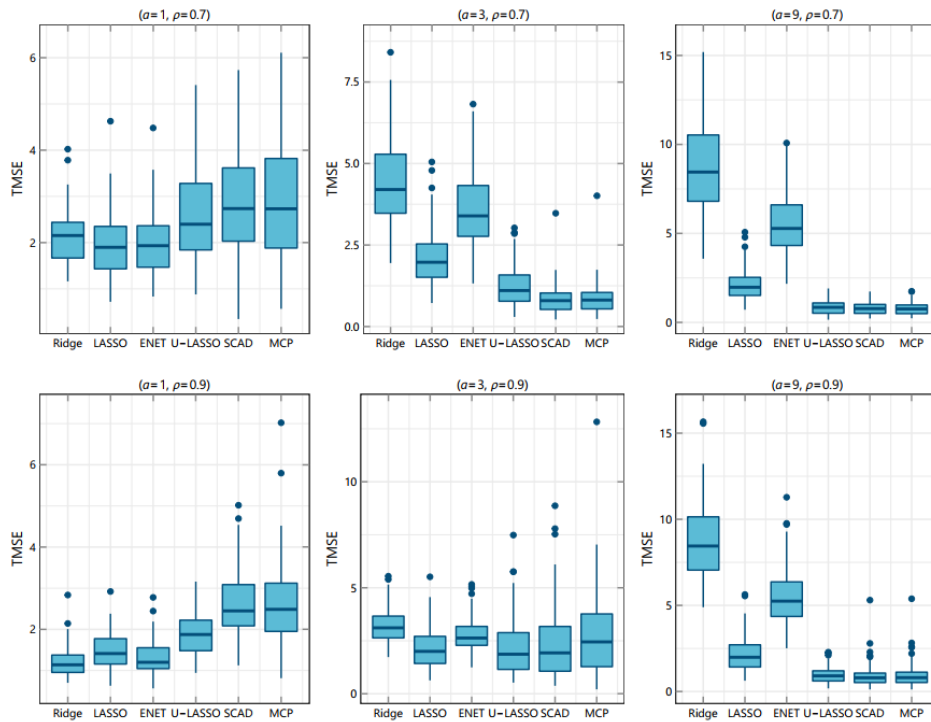 (a=1, ρ=0.7)
TMSE
6
4
2
Ridge LASSO ENET U−LASSO SCAD MCP
(a=3, ρ=0.7)
TMSE
7.5
5.0
2.5
0.0
Ridge LASSO ENET U−LASSO SCAD MCP
(a=9, ρ=0.7)
TMSE
15
10
5
0
Ridge LASSO ENET U−LASSO SCAD MCP
(a=1, ρ=0.9)
TMSE
6
4
2
Ridge LASSO ENET U−LASSO SCAD MCP
(a=3, ρ=0.9)
TMSE
10
5
0
Ridge LASSO ENET U−LASSO SCAD MCP
(a=9, ρ=0.9)
TMSE
15
10
5
0
Ridge LASSO ENET U−LASSO SCAD MCP